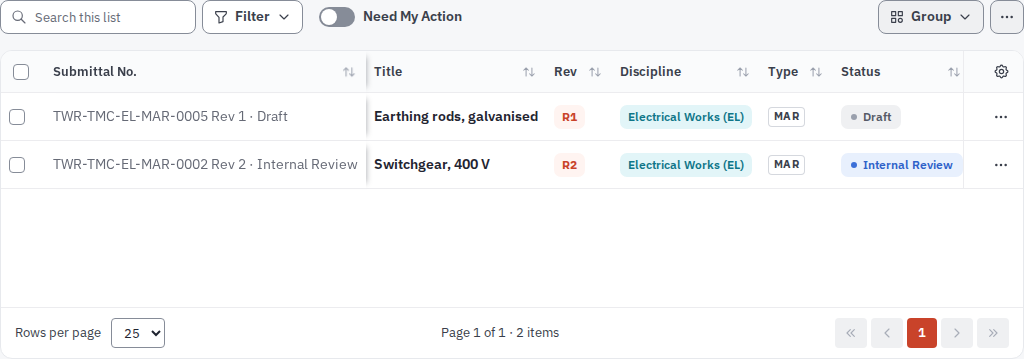 Search this list Filter Need My Action Group
Submittal No. Title Rev Discipline Type Status
TWR-TMC-EL-MAR-0005 Rev 1 · Draft Earthing rods, galvanised R1 Electrical Works (EL) MAR Draft
TWR-TMC-EL-MAR-0002 Rev 2 · Internal Review Switchgear, 400 V R2 Electrical Works (EL) MAR Internal Review
Rows per page 25 Page 1 of 1 · 2 items 1